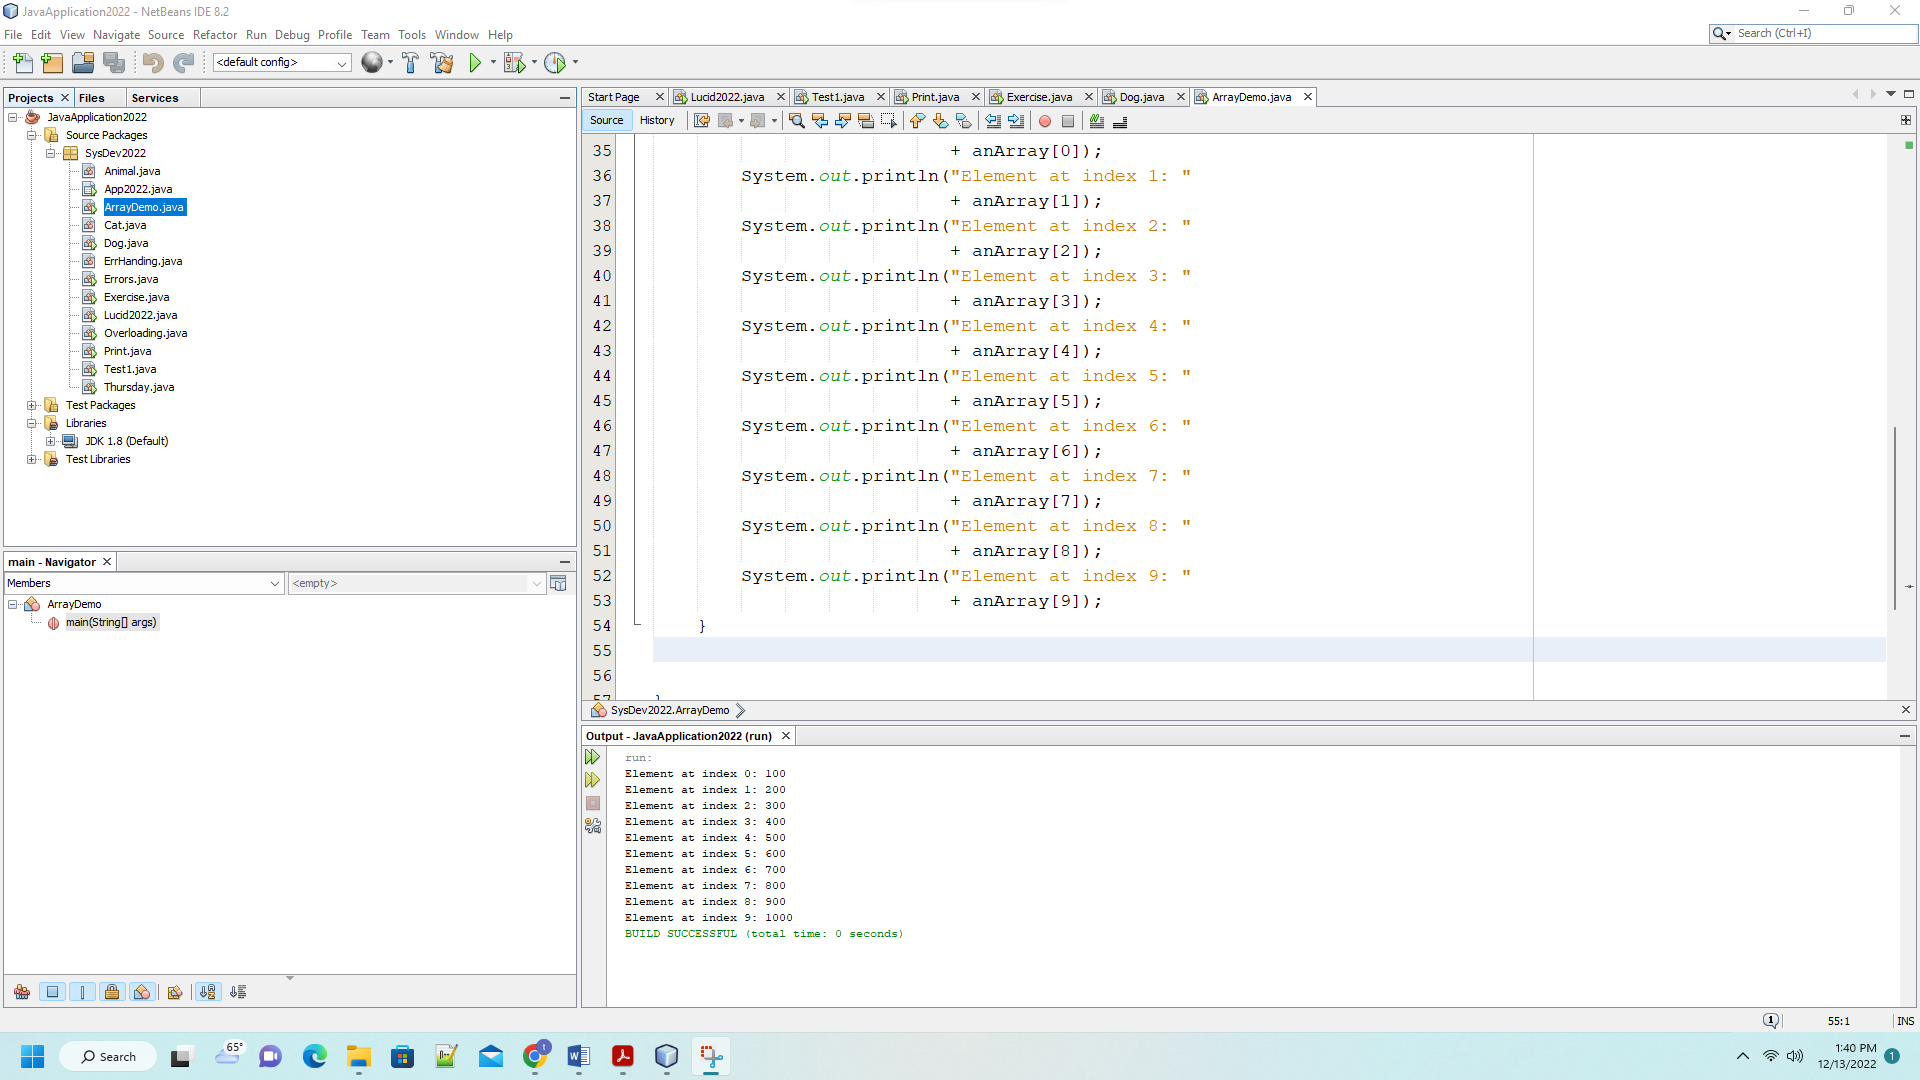 JavaApplication2022 - NetBeans IDE 8.2
File Edit View Navigate Source Refactor Run Debug Profile Team Tools Window Help
Search (Ctrl+I)
<default config>
Projects Files Services
JavaApplication2022
Source Packages
SysDev2022
Animal.java
App2022.java
ArrayDemo.java
Cat.java
Dog.java
ErrHanding.java
Errors.java
Exercise.java
Lucid2022.java
Overloading.java
Print.java
Test1.java
Thursday.java
Test Packages
Libraries
JDK 1.8 (Default)
Test Libraries
main - Navigator
Members <empty>
ArrayDemo
main(String[] args)
Start Page Lucid2022.java Test1.java Print.java Exercise.java Dog.java ArrayDemo.java
Source History
35 + anArray[0]);
36 System.out.println("Element at index 1: "
37 + anArray[1]);
38 System.out.println("Element at index 2: "
39 + anArray[2]);
40 System.out.println("Element at index 3: "
41 + anArray[3]);
42 System.out.println("Element at index 4: "
43 + anArray[4]);
44 System.out.println("Element at index 5: "
45 + anArray[5]);
46 System.out.println("Element at index 6: "
47 + anArray[6]);
48 System.out.println("Element at index 7: "
49 + anArray[7]);
50 System.out.println("Element at index 8: "
51 + anArray[8]);
52 System.out.println("Element at index 9: "
53 + anArray[9]);
54 }
55
56
57
SysDev2022.ArrayDemo
Output - JavaApplication2022 (run)
run:
Element at index 0: 100
Element at index 1: 200
Element at index 2: 300
Element at index 3: 400
Element at index 4: 500
Element at index 5: 600
Element at index 6: 700
Element at index 7: 800
Element at index 8: 900
Element at index 9: 1000
BUILD SUCCESSFUL (total time: 0 seconds)
1 55:1 INS
Search
65°
1:40 PM
12/13/2022
1